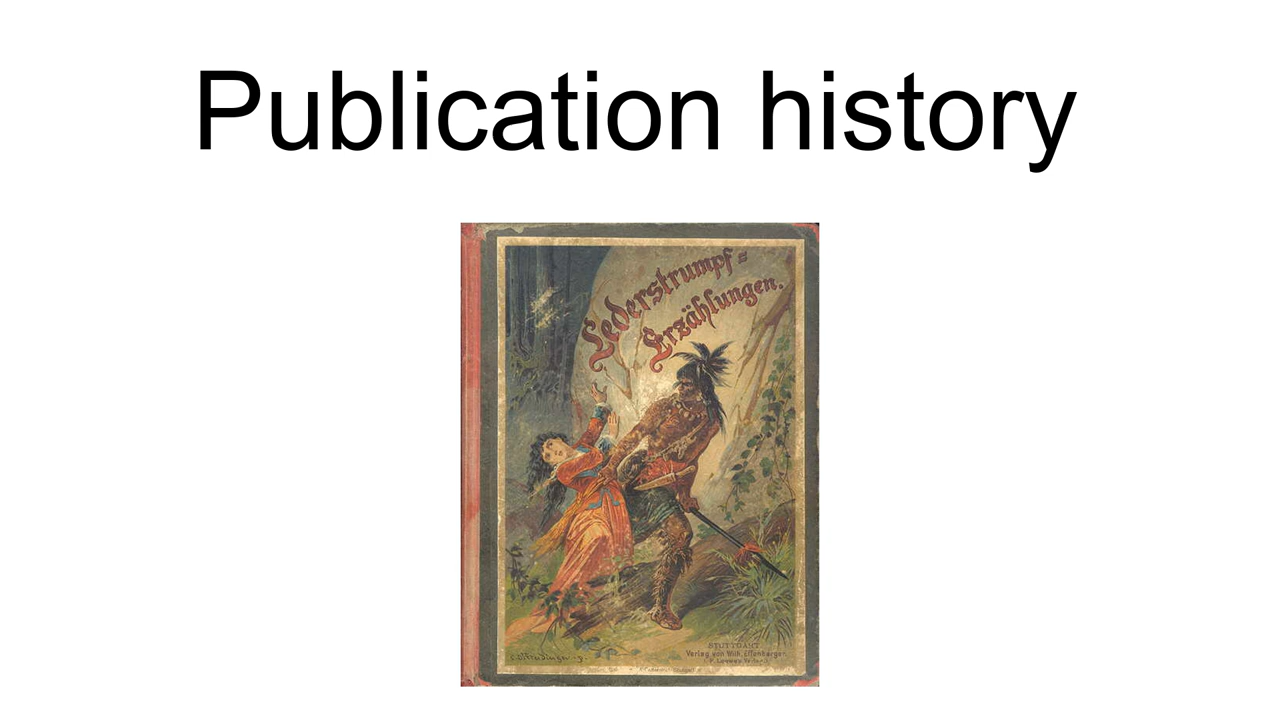 Publication history
Lederstrumpf=
Erzählungen.
STUTTGART.
Verlag von Wilh. Effenberger